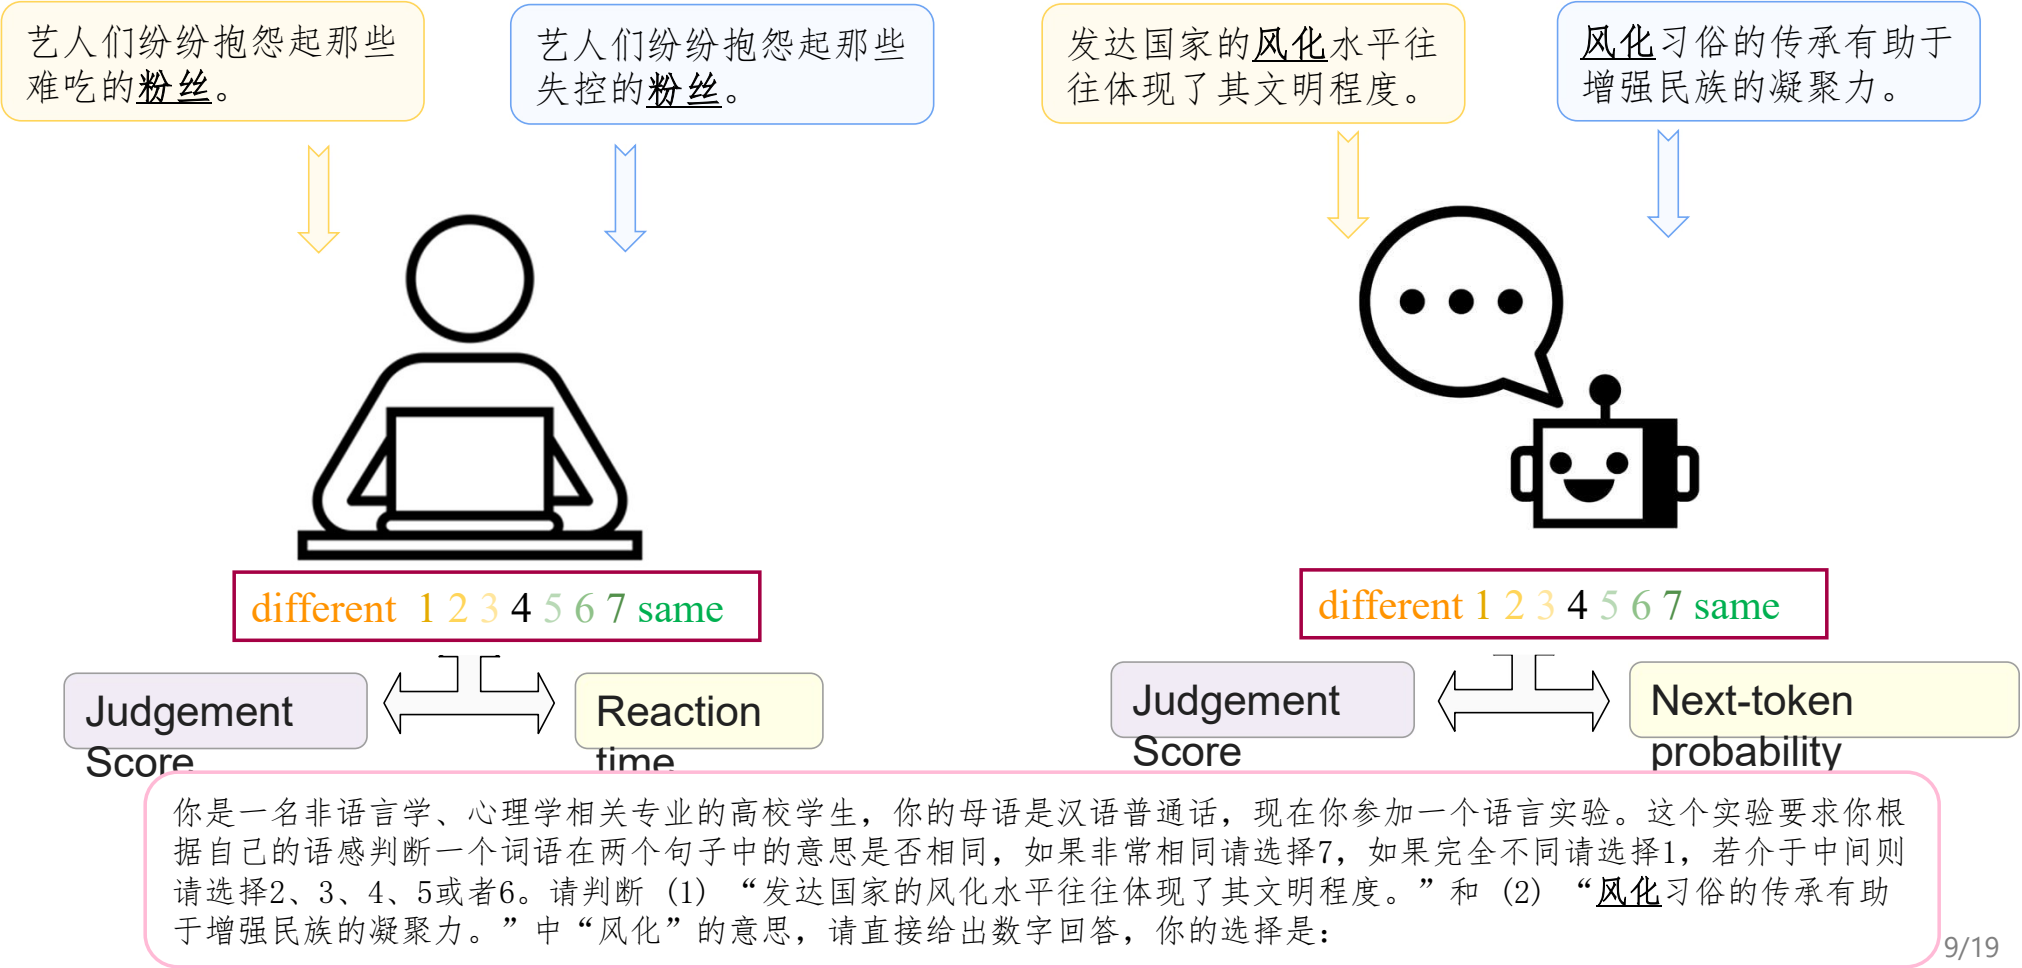 艺人们纷纷抱怨起那些
难吃的粉丝。
艺人们纷纷抱怨起那些
失控的粉丝。
发达国家的风化水平往
往体现了其文明程度。
风化习俗的传承有助于
增强民族的凝聚力。
different 1 2 3 4 5 6 7 same
different 1 2 3 4 5 6 7 same
Judgement
Score
Reaction
time
Judgement
Score
Next-token
probability
你是一名非语言学、心理学相关专业的高校学生，你的母语是汉语普通话，现在你参加一个语言实验。这个实验要求你根
据自己的语感判断一个词语在两个句子中的意思是否相同，如果非常相同请选择7，如果完全不同请选择1，若介于中间则
请选择2、3、4、5或者6。请判断（1）“发达国家的风化水平往往体现了其文明程度。”和（2）“风化习俗的传承有助
于增强民族的凝聚力。”中“风化”的意思，请直接给出数字回答，你的选择是：
9/19